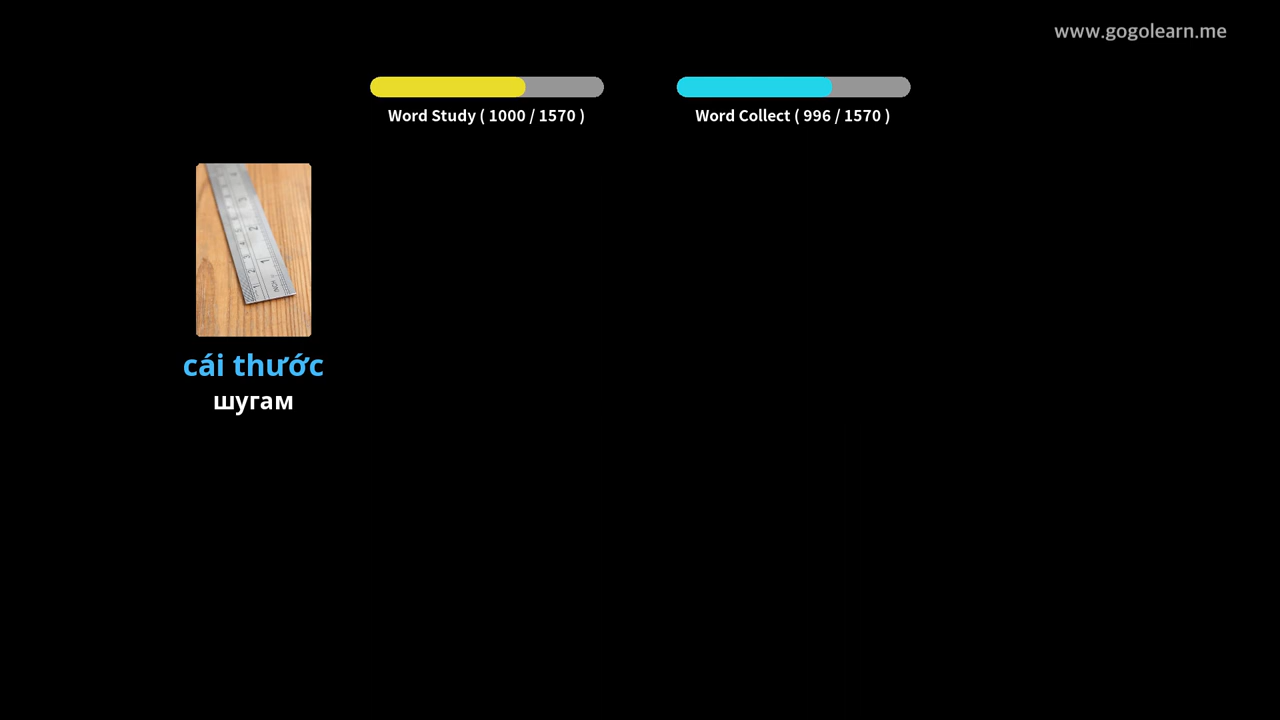 www.gogolearn.me
Word Study ( 1000 / 1570 )
Word Collect ( 996 / 1570 )
cái thước
шугам